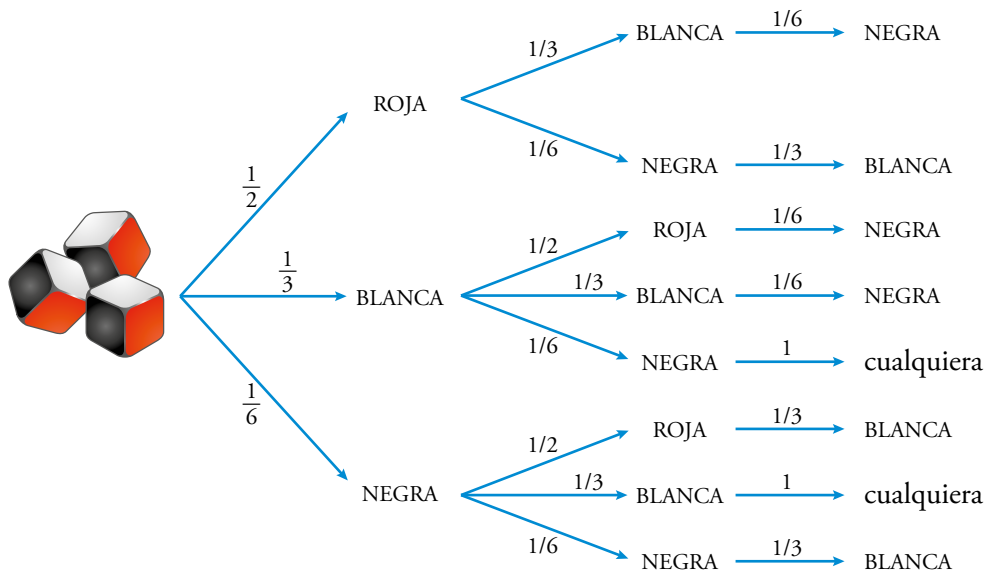 BLANCA 1/6 NEGRA
1/3
ROJA
1/6
NEGRA 1/3 BLANCA
1/2
ROJA 1/6 NEGRA
1/2
1/3 BLANCA 1/3 BLANCA 1/6 NEGRA
1/6
NEGRA 1 cualquiera
1/6
ROJA 1/3 BLANCA
1/2
NEGRA 1/3 BLANCA 1 cualquiera
1/6
NEGRA 1/3 BLANCA